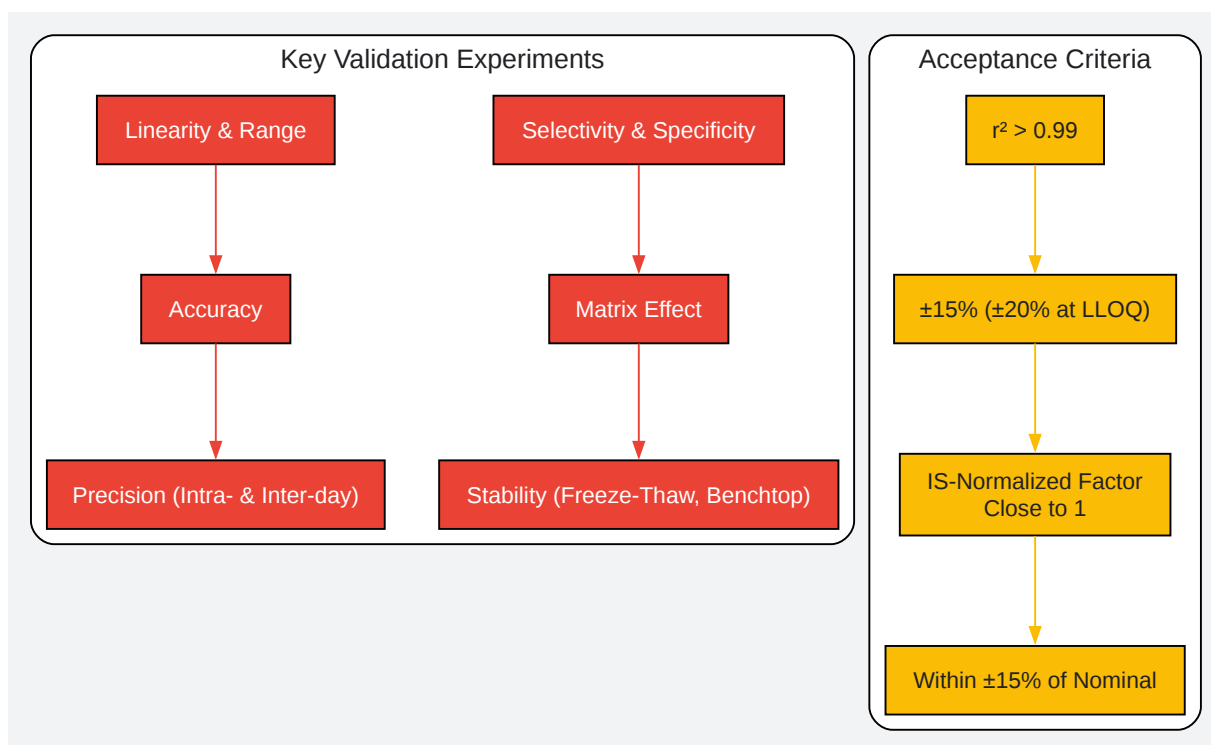 Key Validation Experiments
Linearity & Range
Selectivity & Specificity
Accuracy
Matrix Effect
Precision (Intra- & Inter-day)
Stability (Freeze-Thaw, Benchtop)
Acceptance Criteria
r² > 0.99
±15% (±20% at LLOQ)
IS-Normalized Factor
Close to 1
Within ±15% of Nominal